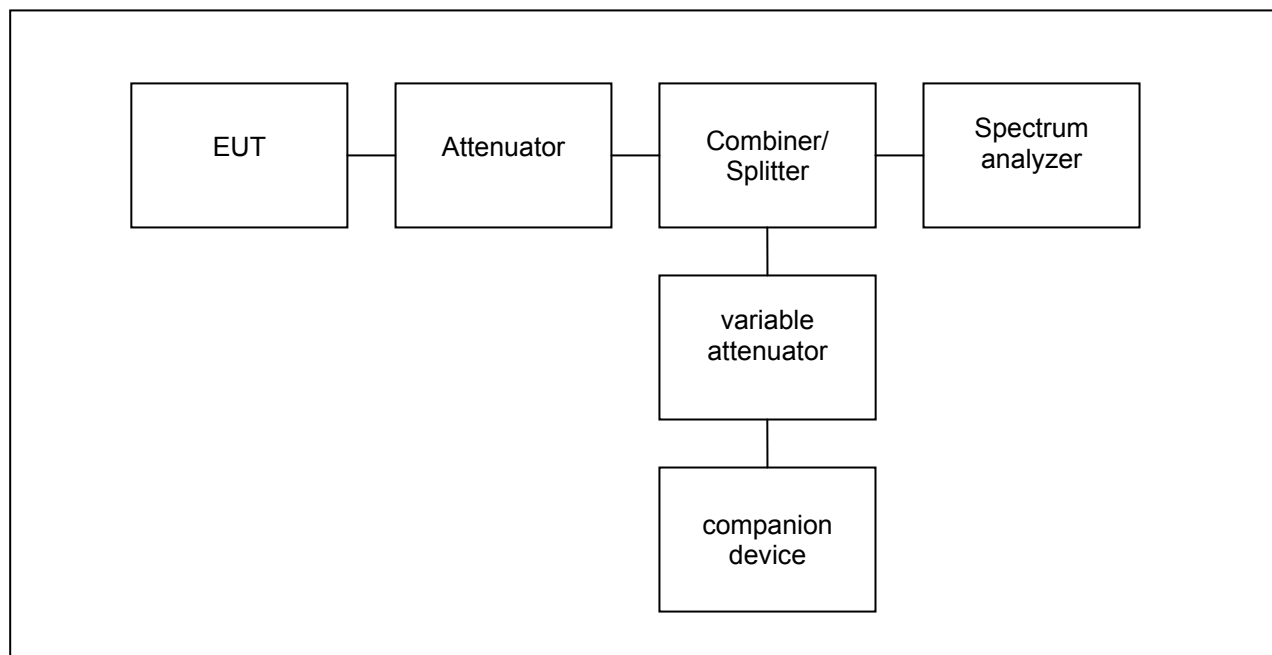 EUT
Attenuator
Combiner/
Splitter
Spectrum
analyzer
variable
attenuator
companion
device